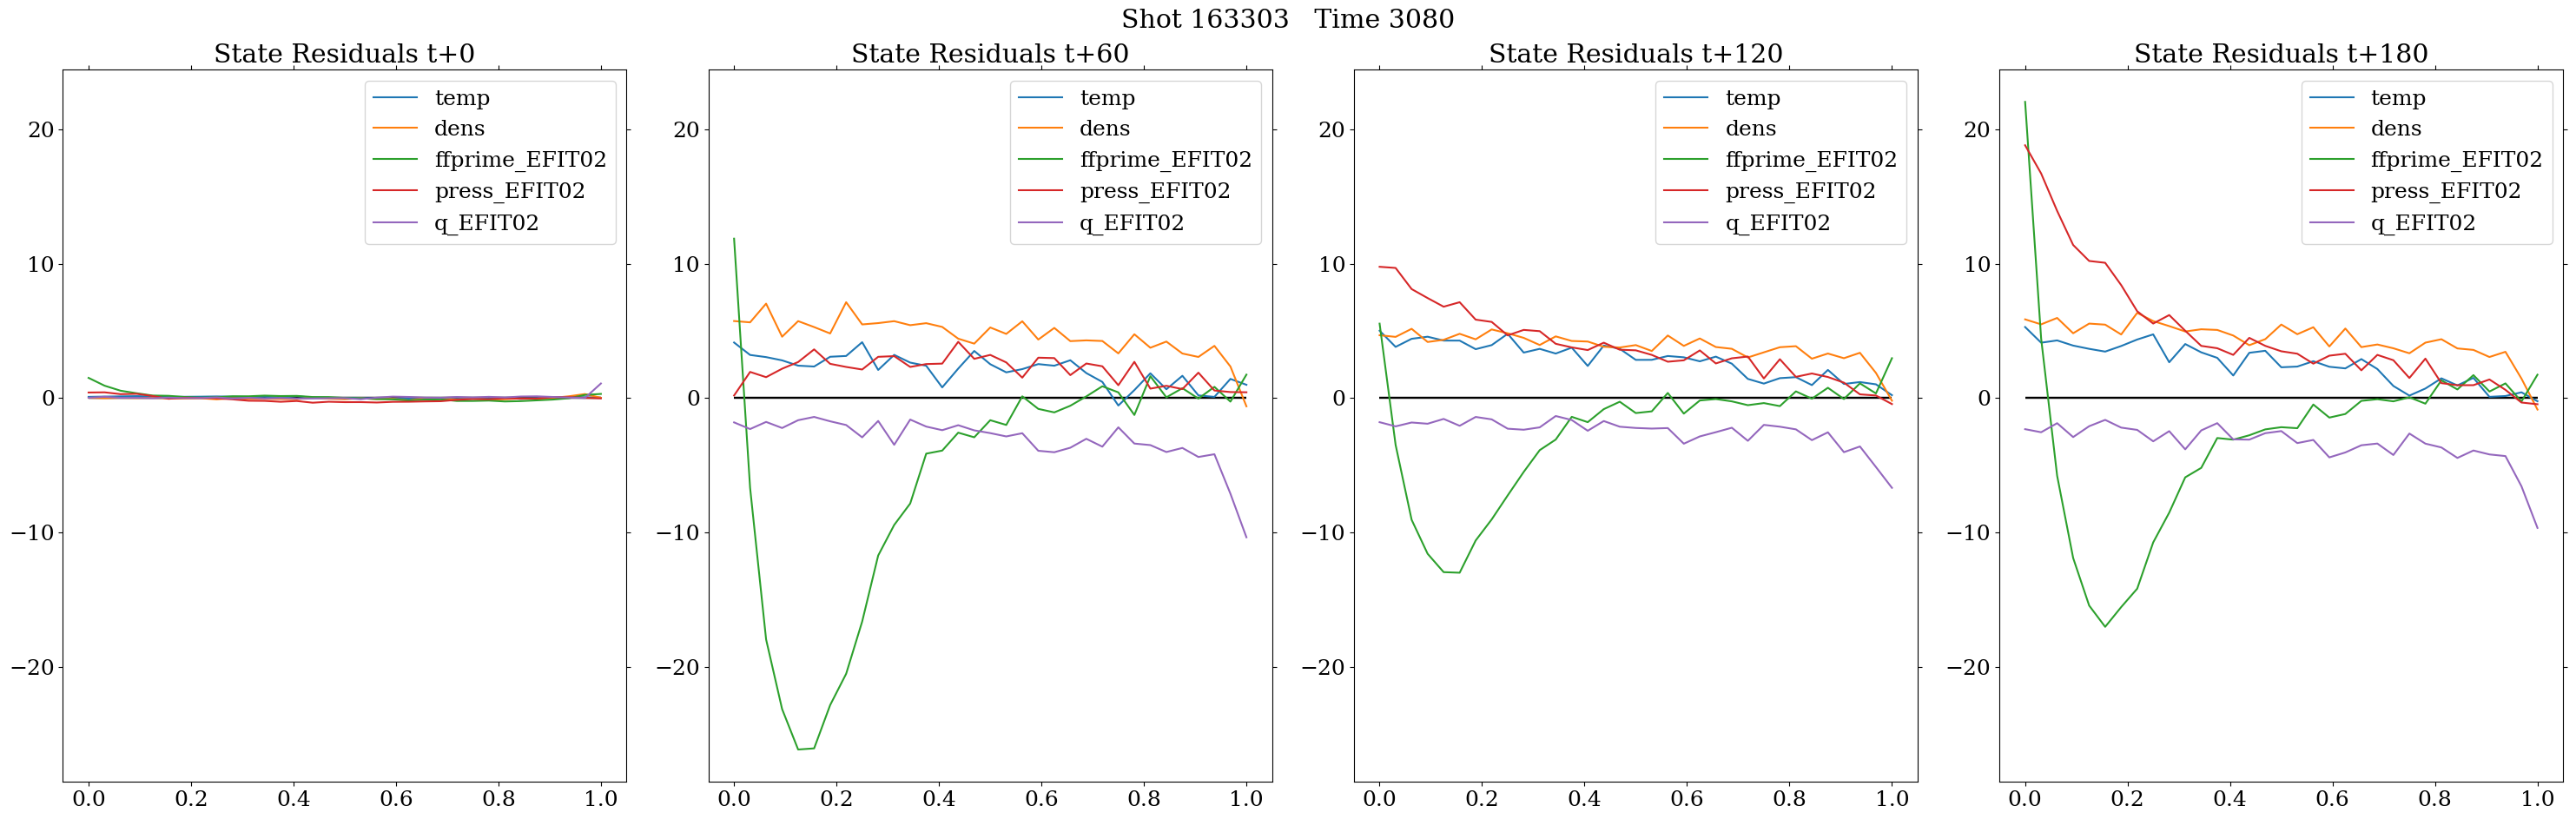 Shot 163303   Time 3080
State Residuals t+0
20
10
0
−10
−20
0.0 0.2 0.4 0.6 0.8 1.0
temp
dens
ffprime_EFIT02
press_EFIT02
q_EFIT02
State Residuals t+60
20
10
0
−10
−20
0.0 0.2 0.4 0.6 0.8 1.0
temp
dens
ffprime_EFIT02
press_EFIT02
q_EFIT02
State Residuals t+120
20
10
0
−10
−20
0.0 0.2 0.4 0.6 0.8 1.0
temp
dens
ffprime_EFIT02
press_EFIT02
q_EFIT02
State Residuals t+180
20
10
0
−10
−20
0.0 0.2 0.4 0.6 0.8 1.0
temp
dens
ffprime_EFIT02
press_EFIT02
q_EFIT02